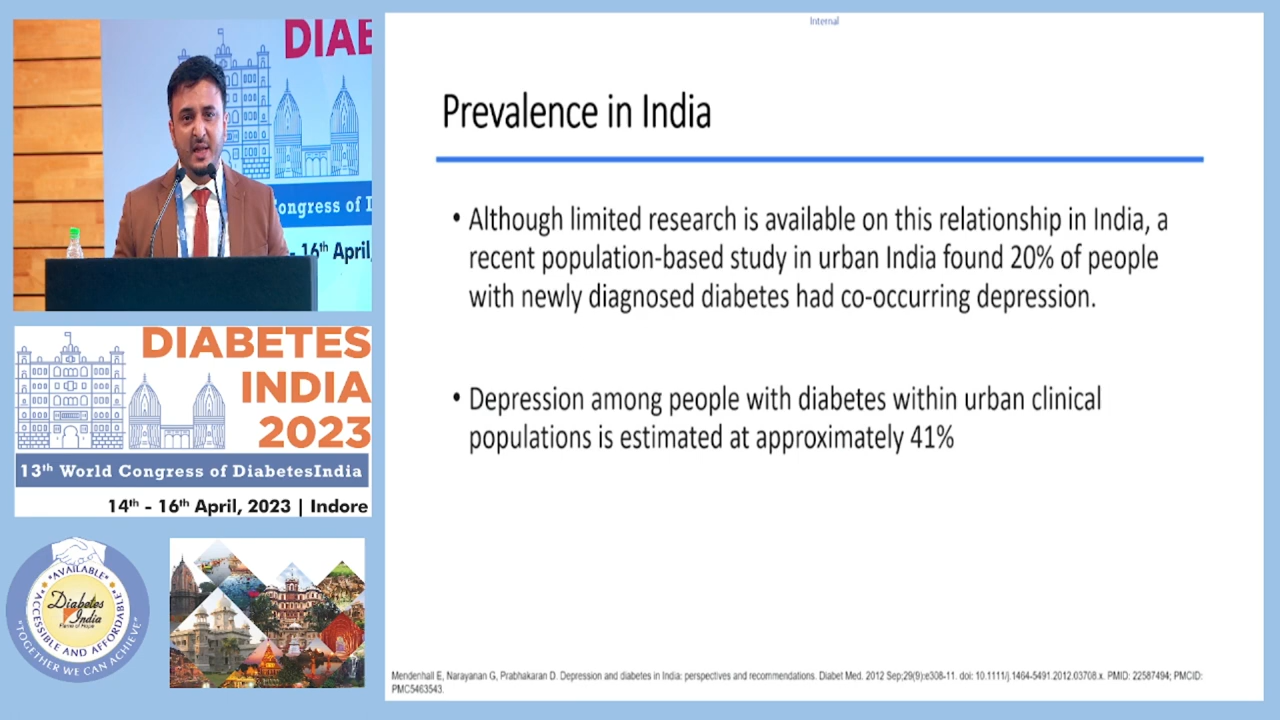 DIAB
ongress of I
16th April,
DIABETES
INDIA
2023
13th World Congress of DiabetesIndia
14th - 16th April, 2023 | Indore
*AVAILABLE*
*ACCESSIBLE AND AFFORDABLE*
Diabetes
India
"TOGETHER WE CAN ACHIEVE"
Internal
Prevalence in India
• Although limited research is available on this relationship in India, a
recent population-based study in urban India found 20% of people
with newly diagnosed diabetes had co-occurring depression.
• Depression among people with diabetes within urban clinical
populations is estimated at approximately 41%
Mendenhall E, Narayanan G, Prabhakaran D. Depression and diabetes in India: perspectives and recommendations. Diabet Med. 2012 Sep;29(9):e308-11. doi: 10.1111/j.1464-5491.2012.03708.x. PMID: 22587494; PMCID:
PMC5463543.